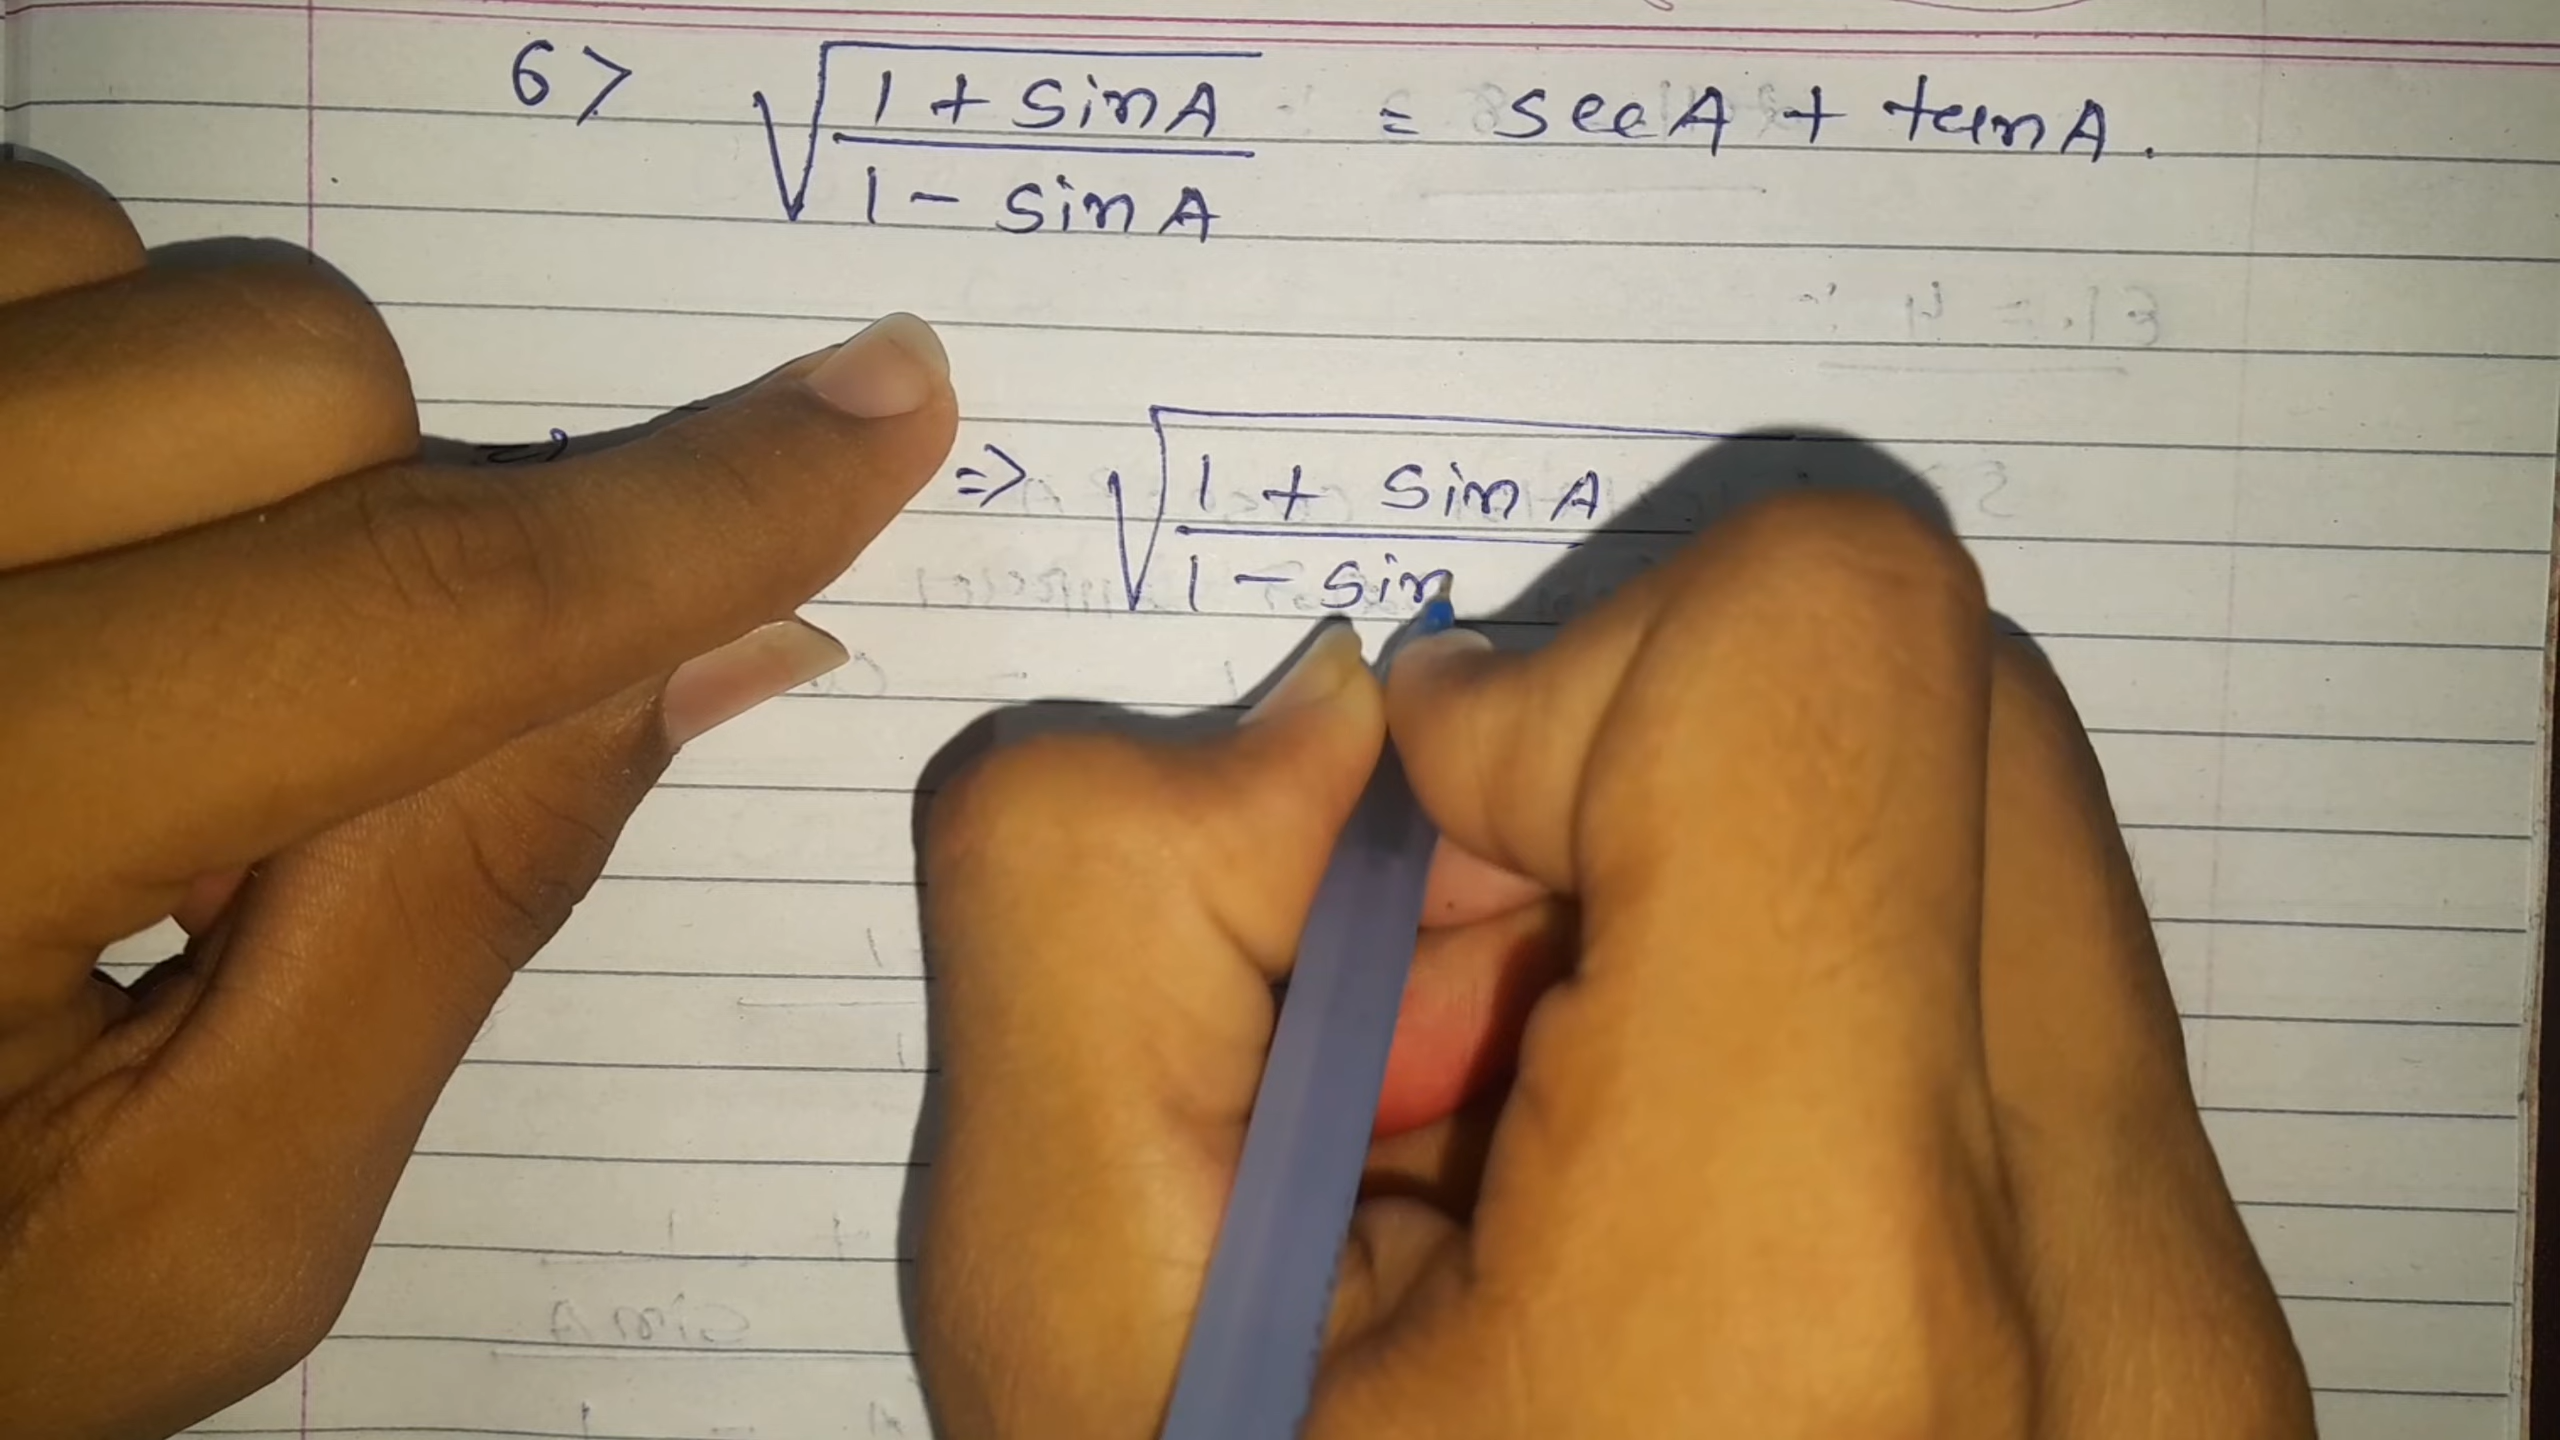 6> √(1 + sinA / 1 - sinA) = secA + tanA.
=> √(1 + sin A / 1 - sin